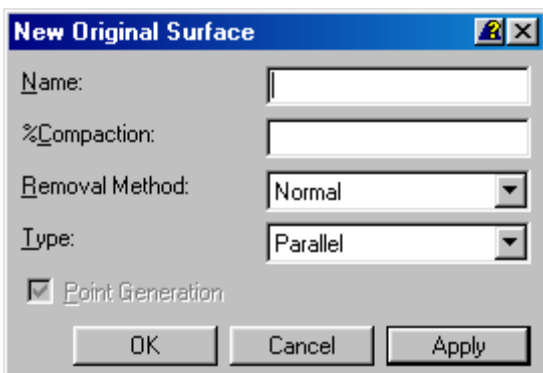 New Original Surface
Name:
%Compaction:
Removal Method: Normal
Type: Parallel
Point Generation
OK Cancel Apply